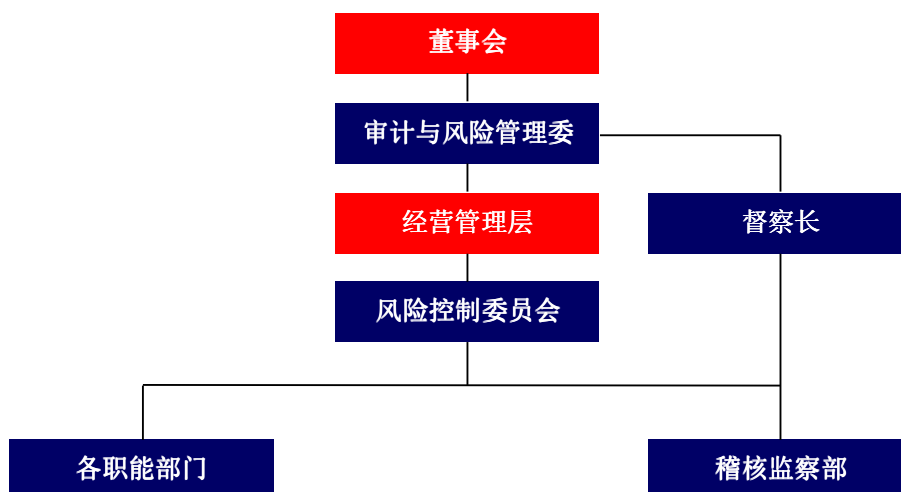 董事会
审计与风险管理委
经营管理层
督察长
风险控制委员会
各职能部门
稽核监察部